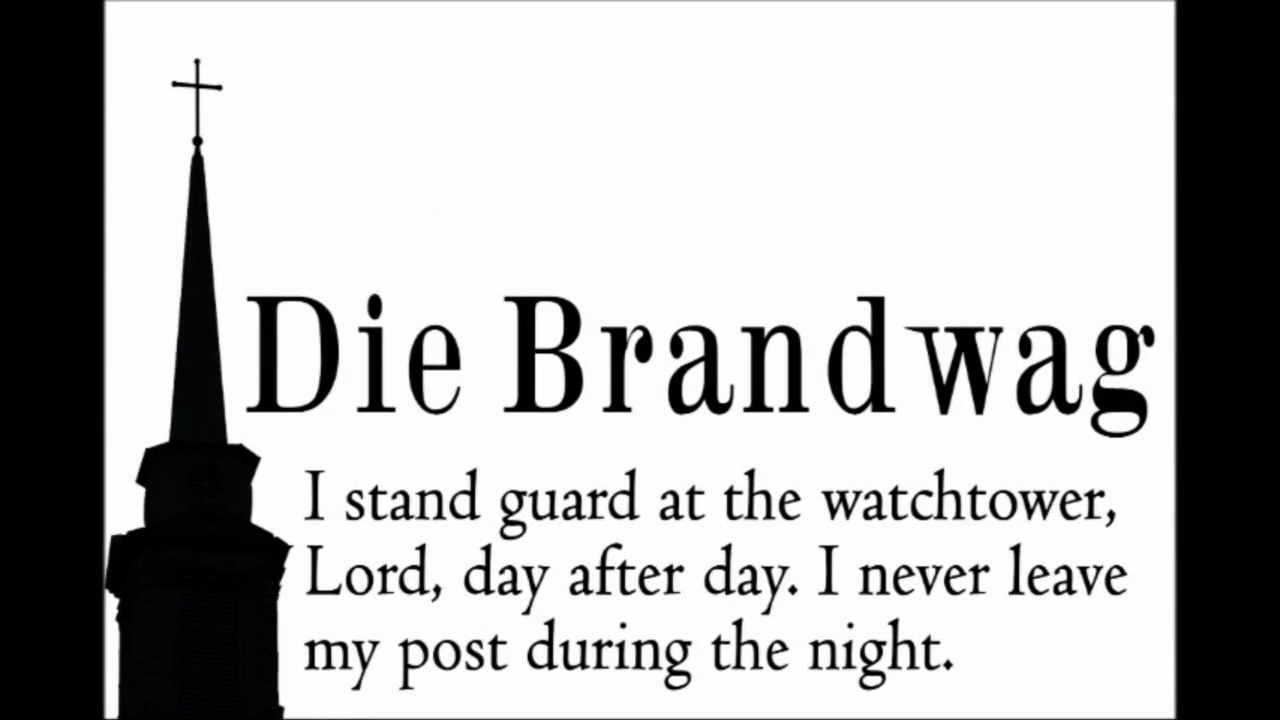 Die Brandwag
I stand guard at the watchtower,
Lord, day after day. I never leave
my post during the night.